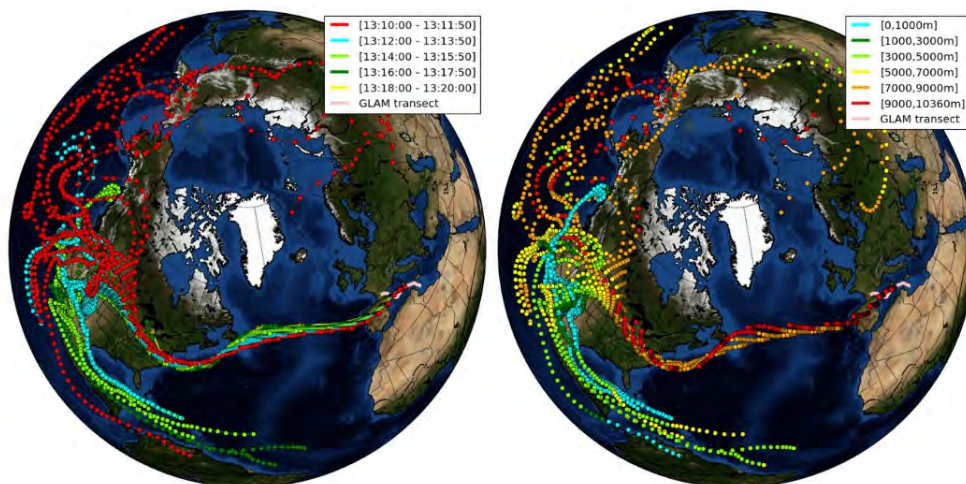 [13:10:00 - 13:11:50]
[13:12:00 - 13:13:50]
[13:14:00 - 13:15:50]
[13:16:00 - 13:17:50]
[13:18:00 - 13:20:00]
GLAM transect
[0,1000m]
[1000,3000m]
[3000,5000m]
[5000,7000m]
[7000,9000m]
[9000,10360m]
GLAM transect